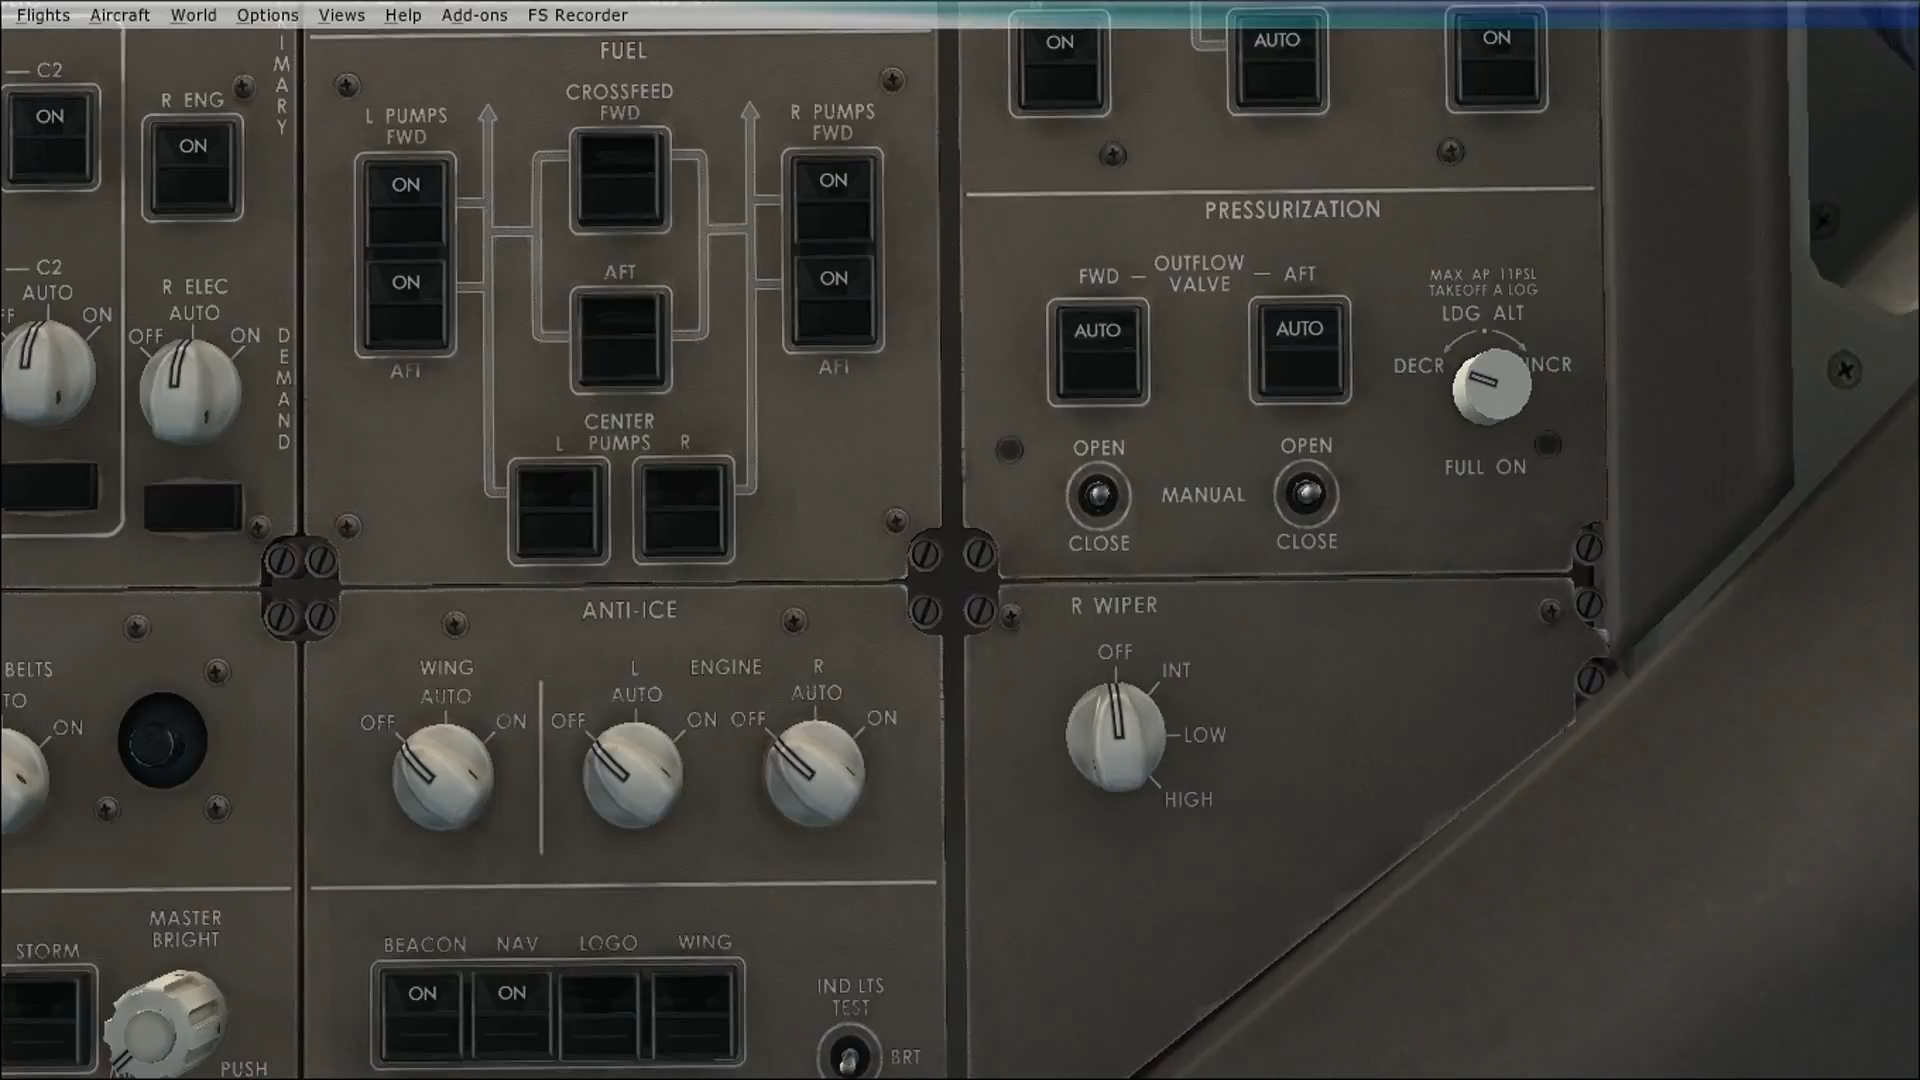 Flights Aircraft World Options Views Help Add-ons FS Recorder
C2
ON
R ENG
ON
IMARY
C2
AUTO
ON
R ELEC
AUTO
OFF ON
DEMAND
FUEL
L PUMPS
FWD
ON
ON
AFT
CROSSFEED
FWD
AFT
R PUMPS
FWD
ON
ON
AFT
CENTER
L PUMPS R
ON
AUTO
ON
PRESSURIZATION
FWD — OUTFLOW VALVE — AFT
AUTO
AUTO
MAX AP 11PSL
TAKEOFF A LOG
LDG ALT
DECR INCR
OPEN
OPEN
MANUAL
CLOSE
CLOSE
FULL ON
BELTS
TO
ON
ANTI-ICE
WING
AUTO
OFF ON
L ENGINE R
AUTO
OFF ON
AUTO
OFF ON
R WIPER
OFF
INT
LOW
HIGH
STORM
MASTER
BRIGHT
PUSH
BEACON NAV LOGO WING
ON ON
IND LTS
TEST
BRT